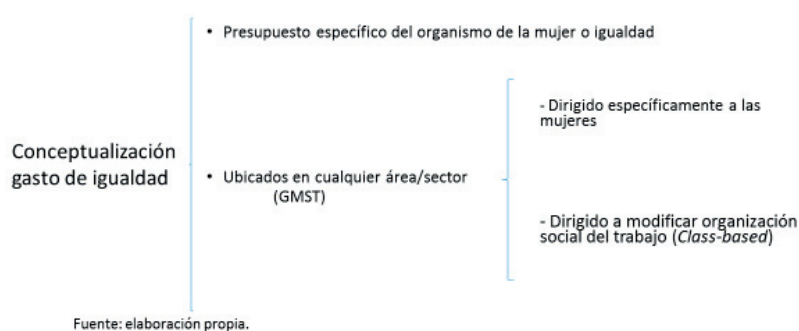 • Presupuesto específico del organismo de la mujer o igualdad
Conceptualización
gasto de igualdad
• Ubicados en cualquier área/sector
(GMST)
- Dirigido específicamente a las
mujeres
- Dirigido a modificar organización
social del trabajo (Class-based)
Fuente: elaboración propia.